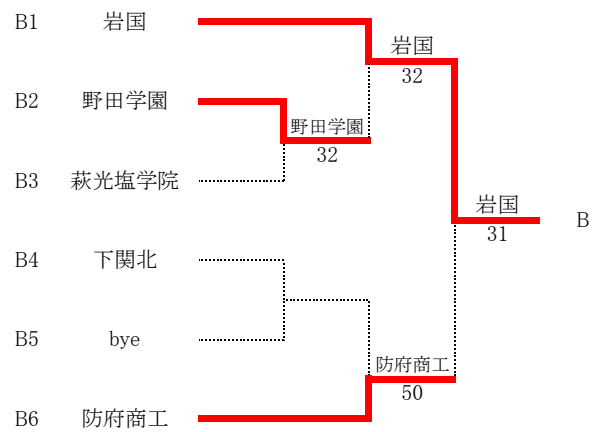 B1 岩国
岩国
32
B2 野田学園
野田学園
32
B3 萩光塩学院
岩国
31
B
B4 下関北
B5 bye
防府商工
50
B6 防府商工